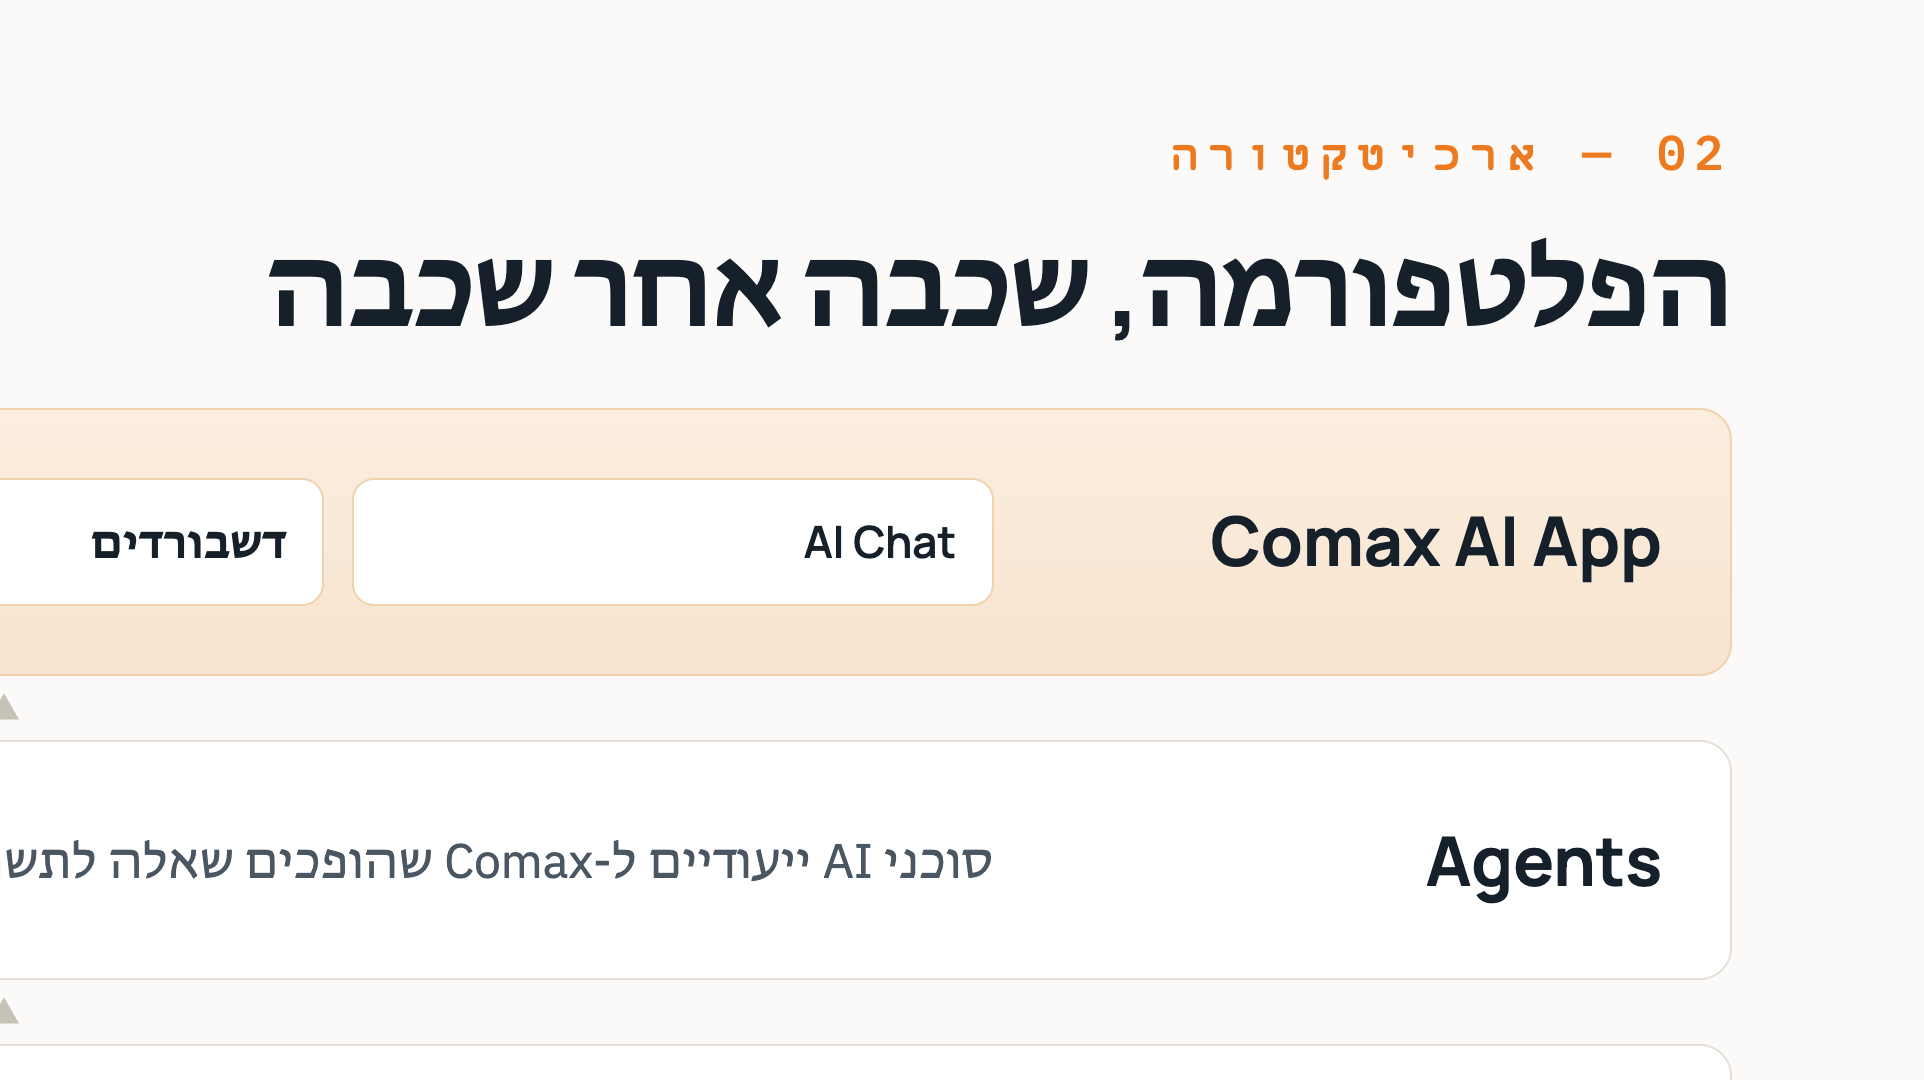 02 — ארכיטקטורה
הפלטפורמה, שכבה אחר שכבה
Comax AI App
AI Chat
דשבורדים
Agents
סוכני AI ייעודיים ל-Comax שהופכים שאלה